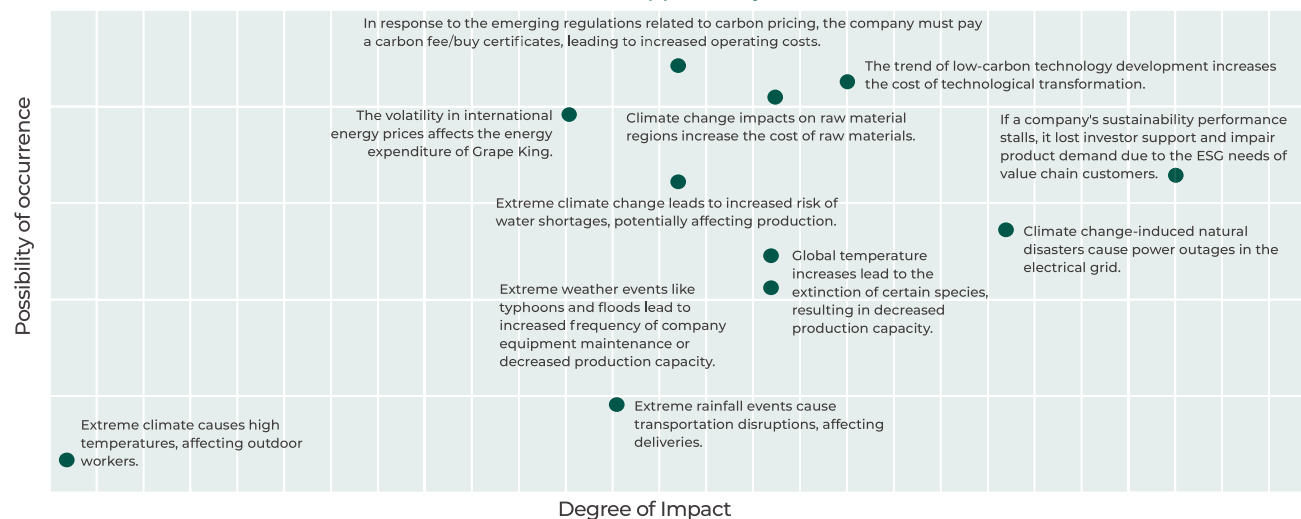 In response to the emerging regulations related to carbon pricing, the company must pay
a carbon fee/buy certificates, leading to increased operating costs.
The trend of low-carbon technology development increases
the cost of technological transformation.
The volatility in international
energy prices affects the energy
expenditure of Grape King.
Climate change impacts on raw material
regions increase the cost of raw materials.
If a company's sustainability performance
stalls, it lost investor support and impair
product demand due to the ESG needs of
value chain customers.
Extreme climate change leads to increased risk of
water shortages, potentially affecting production.
Climate change-induced natural
disasters cause power outages in the
electrical grid.
Global temperature
increases lead to the
extinction of certain species,
resulting in decreased
production capacity.
Extreme weather events like
typhoons and floods lead to
increased frequency of company
equipment maintenance or
decreased production capacity.
Extreme rainfall events cause
transportation disruptions, affecting
deliveries.
Extreme climate causes high
temperatures, affecting outdoor
workers.
Possibility of occurrence
Degree of Impact